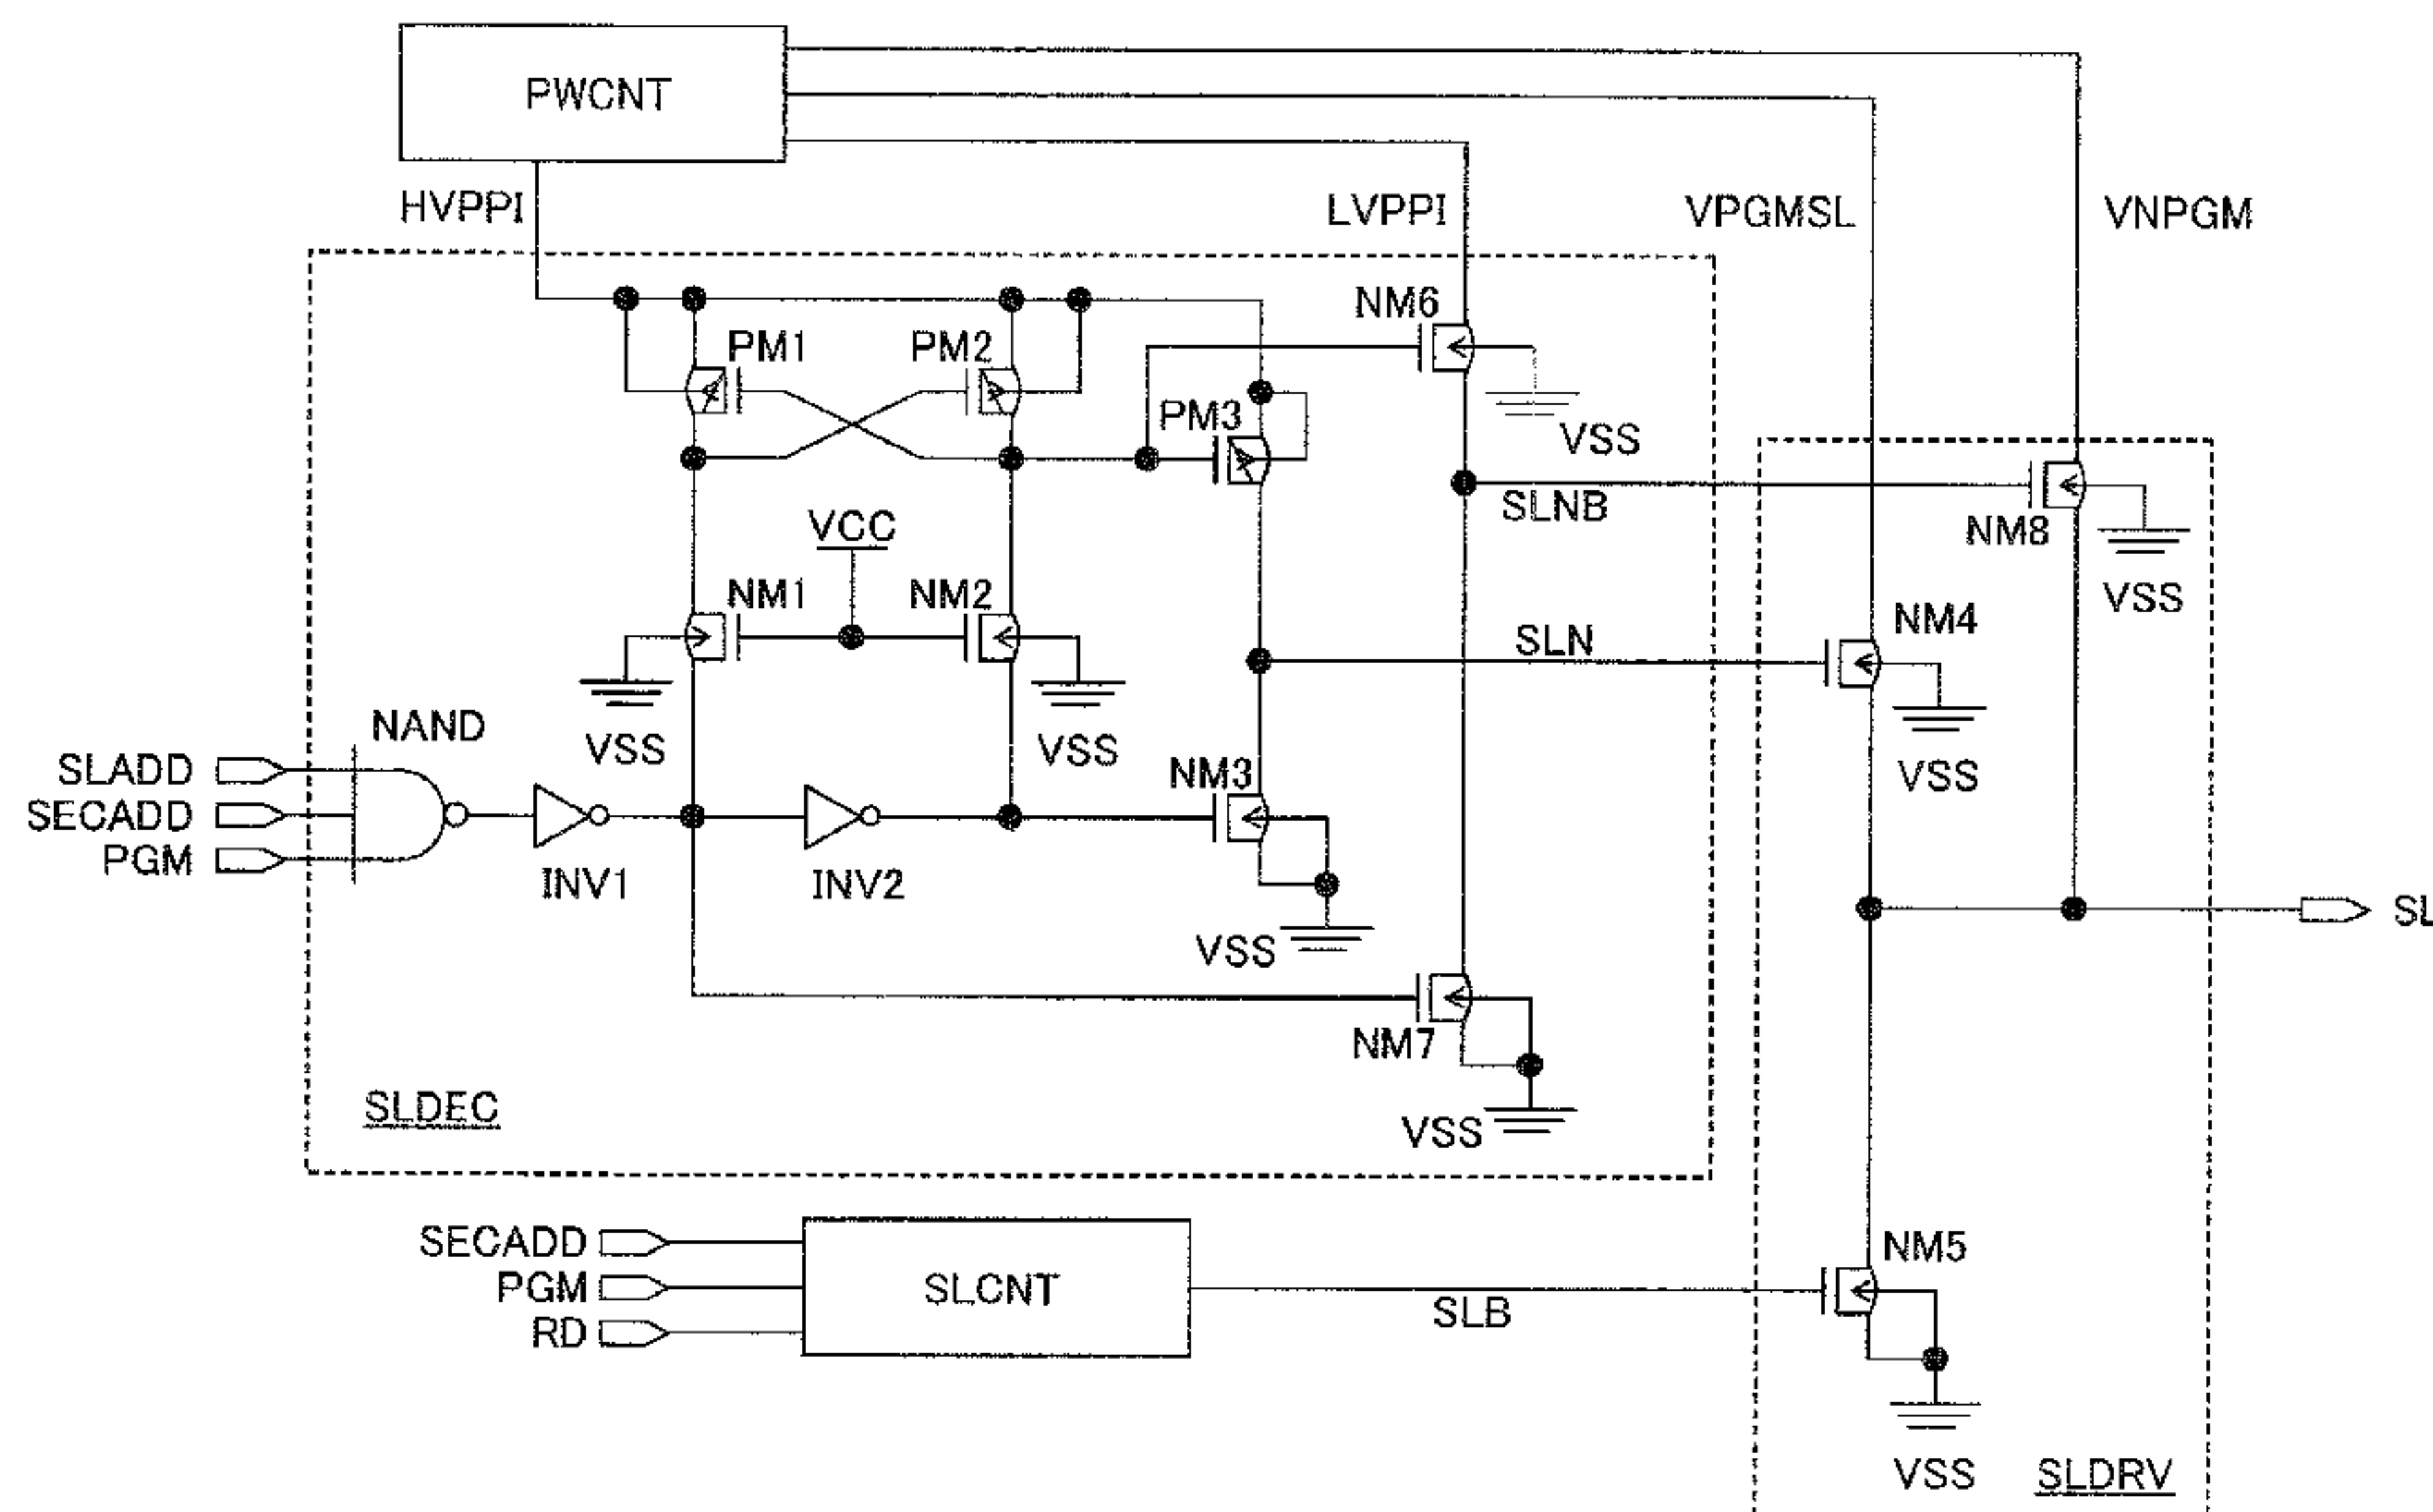 PWCNT
HVPPI
LVPPI
VPGMSL
VNPGM
NM6
PM1
PM2
PM3
VSS
SLNB
NM8
VCC
VSS
NM1
NM2
SLN
NM4
NAND
VSS
VSS
NM3
VSS
SLADD
SECADD
PGM
INV1
INV2
VSS
SL
NM7
SLDEC
VSS
SECADD
PGM
RD
SLCNT
SLB
NM5
VSS
SLDRV